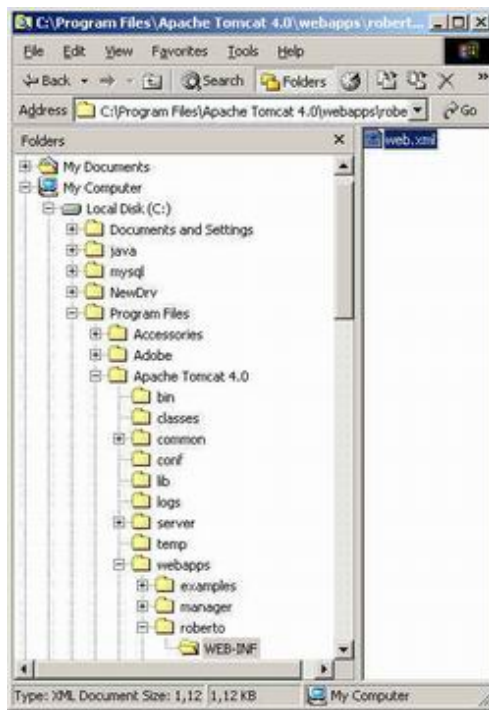 C:\Program Files\Apache Tomcat 4.0\webapps\robert...
File Edit View Favorites Tools Help
Back Search Folders
Address C:\Program Files\Apache Tomcat 4.0\webapps\robe Go
Folders
web.xml
My Documents
My Computer
Local Disk (C:)
Documents and Settings
java
mysql
NewDrv
Program Files
Accessories
Adobe
Apache Tomcat 4.0
bin
classes
common
conf
lib
logs
server
temp
webapps
examples
manager
roberto
WEB-INF
Type: XML Document Size: 1,12 1,12 KB My Computer